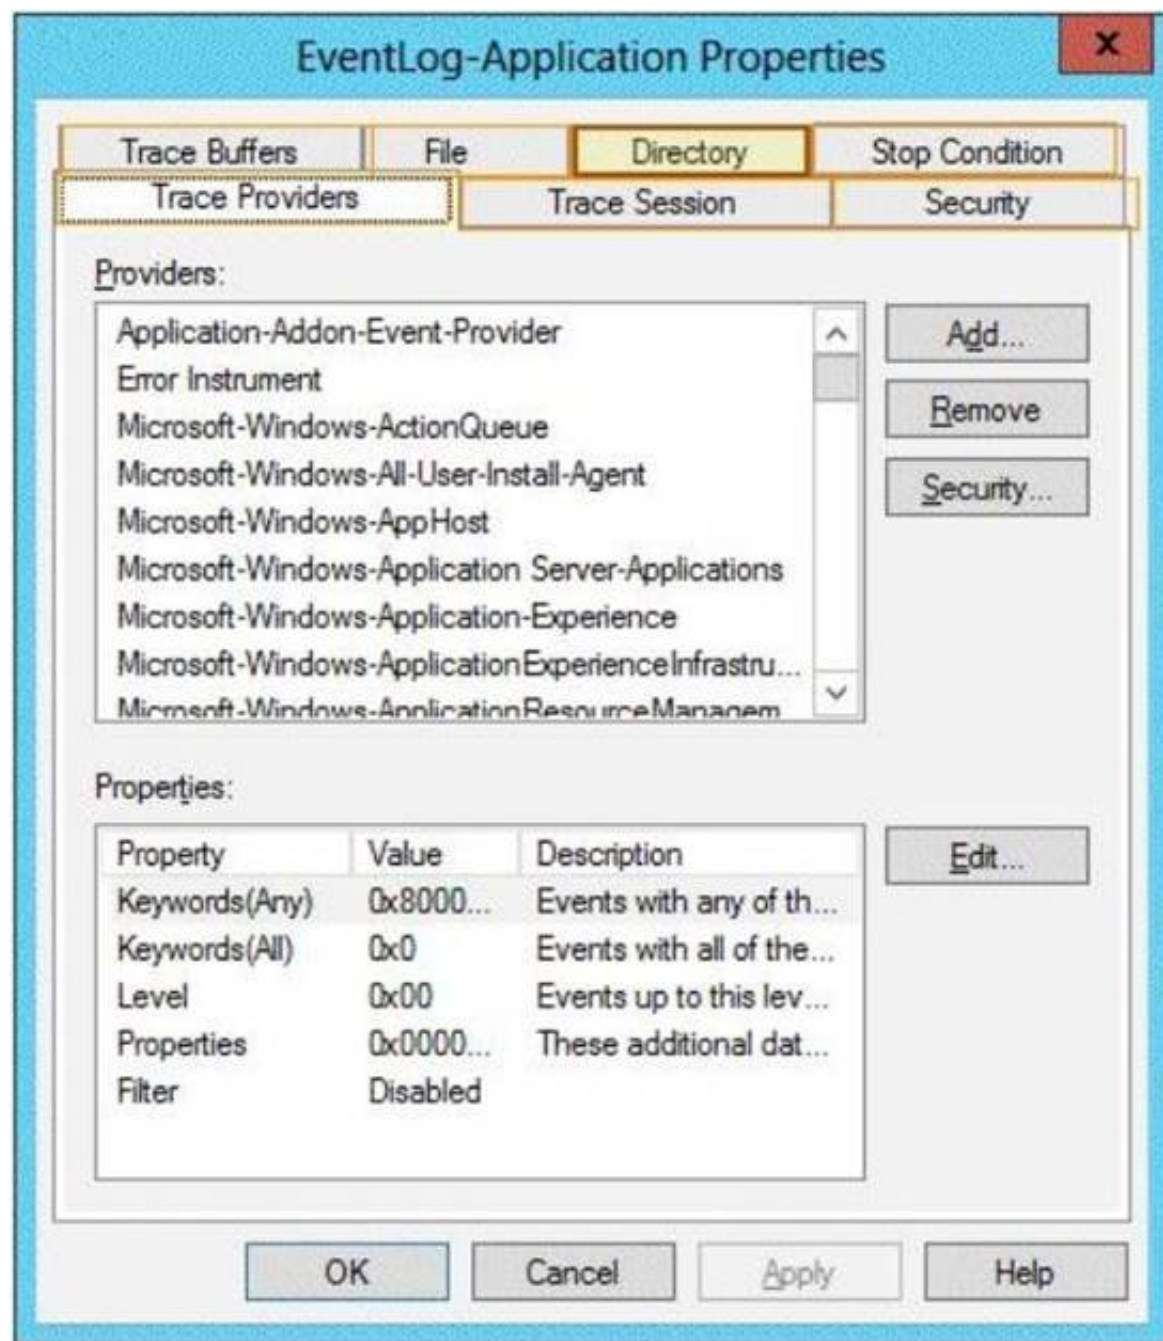 EventLog-Application Properties
x
Trace Buffers File Directory Stop Condition
Trace Providers Trace Session Security
Providers:
Application-Addon-Event-Provider
Error Instrument
Microsoft-Windows-ActionQueue
Microsoft-Windows-All-User-Install-Agent
Microsoft-Windows-AppHost
Microsoft-Windows-Application Server-Applications
Microsoft-Windows-Application-Experience
Microsoft-Windows-ApplicationExperienceInfrastru...
Microsoft-Windows-ApplicationResourceManagem
Add...
Remove
Security...
Properties:
Property Value Description
Keywords(Any) 0x8000... Events with any of th...
Keywords(All) 0x0 Events with all of the...
Level 0x00 Events up to this lev...
Properties 0x0000... These additional dat...
Filter Disabled
Edit...
OK Cancel Apply Help